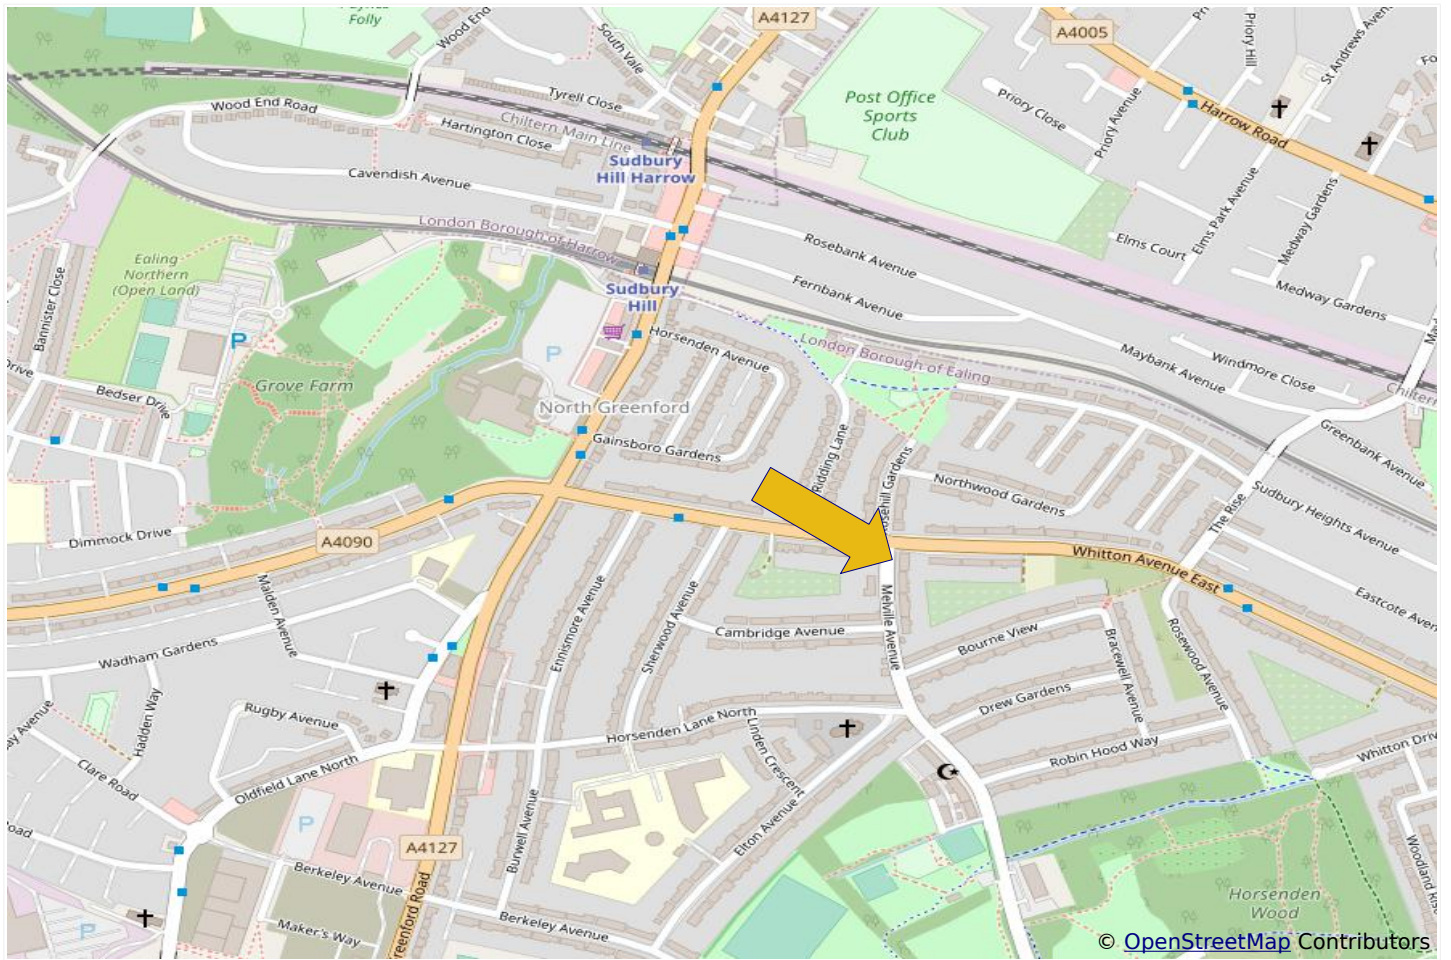 Folly
Wood End
South Vale
A4127
A4005
Priory Hill
St Andrews Aven
Tyrell Close
Wood End Road
Chiltern Main Line
Hartington Close
Post Office
Sports
Club
Priory Close
Priory Avenue
Harrow Road
Sudbury
Hill Harrow
Cavendish Avenue
London Borough of Harrow
Rosebank Avenue
Elms Court
Elms Park Avenue
Medway Gardens
Ealing
Northern
(Open Land)
Bannister Close
Sudbury
Hill
Fernbank Avenue
Medway Gardens
P
Horsenden Avenue
P
London Borough of Ealing
Maybank Avenue
Windmore Close
Chiltern
Drive
Bedser Drive
Grove Farm
North Greenford
Gainsboro Gardens
Ridding Lane
Greenbank Avenue
Northwood Gardens
The Rise
Sudbury Heights Avenue
Dimmock Drive
A4090
Whitton Avenue East
Eastcote Aven
Malden Avenue
Wadham Gardens
Ennismore Avenue
Sherwood Avenue
Cambridge Avenue
Melville Avenue
Bourne View
Bracewell Avenue
Rosewood Avenue
Hadden Way
Rugby Avenue
Drew Gardens
Horsenden Lane North
Linden Crescent
Robin Hood Way
Whitton Driv
Clare Road
Oldfield Lane North
Road
P
A4127
Burwell Avenue
Elton Avenue
Woodland Rise
Berkeley Avenue
Berkeley Avenue
Horsenden
Wood
Maker's Way
P
Greenford Road
© OpenStreetMap Contributors